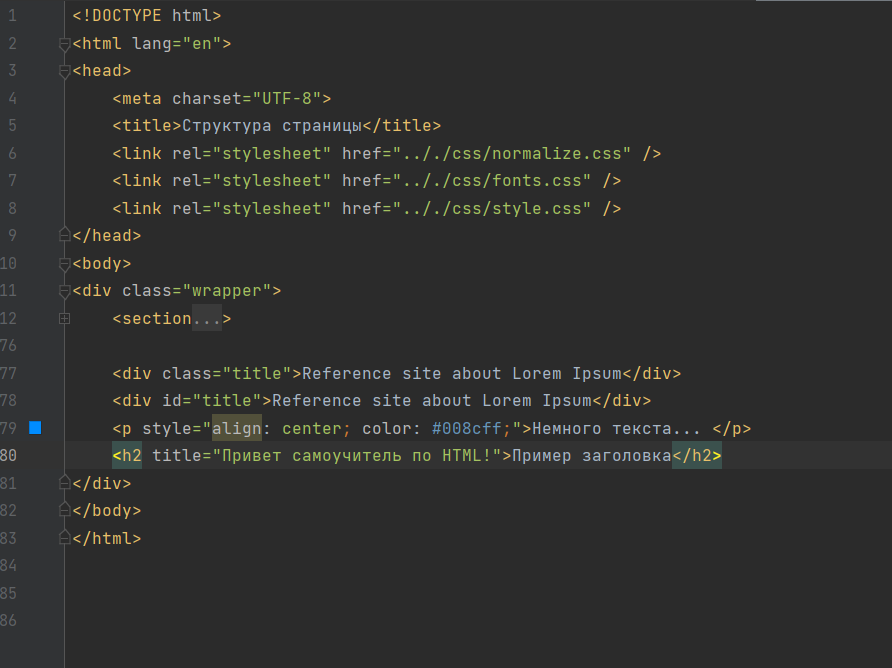 1 <!DOCTYPE html>
2 <html lang="en">
3 <head>
4 <meta charset="UTF-8">
5 <title>Структура страницы</title>
6 <link rel="stylesheet" href=".././css/normalize.css" />
7 <link rel="stylesheet" href=".././css/fonts.css" />
8 <link rel="stylesheet" href=".././css/style.css" />
9 </head>
10 <body>
11 <div class="wrapper">
12 <section...>
76
77 <div class="title">Reference site about Lorem Ipsum</div>
78 <div id="title">Reference site about Lorem Ipsum</div>
79 <p style="align: center; color: #008cff;">Немного текста... </p>
80 <h2 title="Привет самоучитель по HTML!">Пример заголовка</h2>
81 </div>
82 </body>
83 </html>
84
85
86